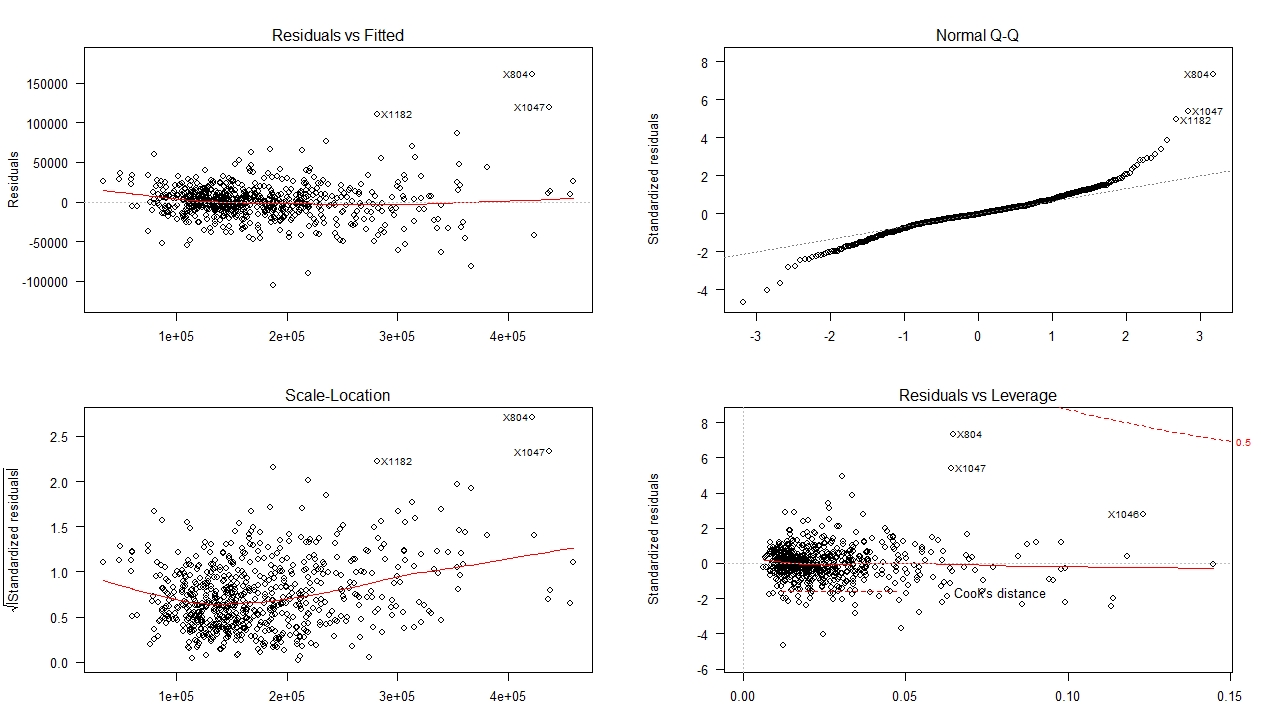 Residuals vs Fitted
Residuals
150000
100000
50000
0
-50000
-100000
1e+05 2e+05 3e+05 4e+05
X804
X1047
X1182
Normal Q-Q
Standardized residuals
8
6
4
2
0
-2
-4
-3 -2 -1 0 1 2 3
X804
X1047
X1182
Scale-Location
√|Standardized residuals|
2.5
2.0
1.5
1.0
0.5
0.0
1e+05 2e+05 3e+05 4e+05
X804
X1047
X1182
Residuals vs Leverage
Standardized residuals
8
6
4
2
0
-2
-4
-6
0.00 0.05 0.10 0.15
X804
X1047
X1046
0.5
Cook's distance